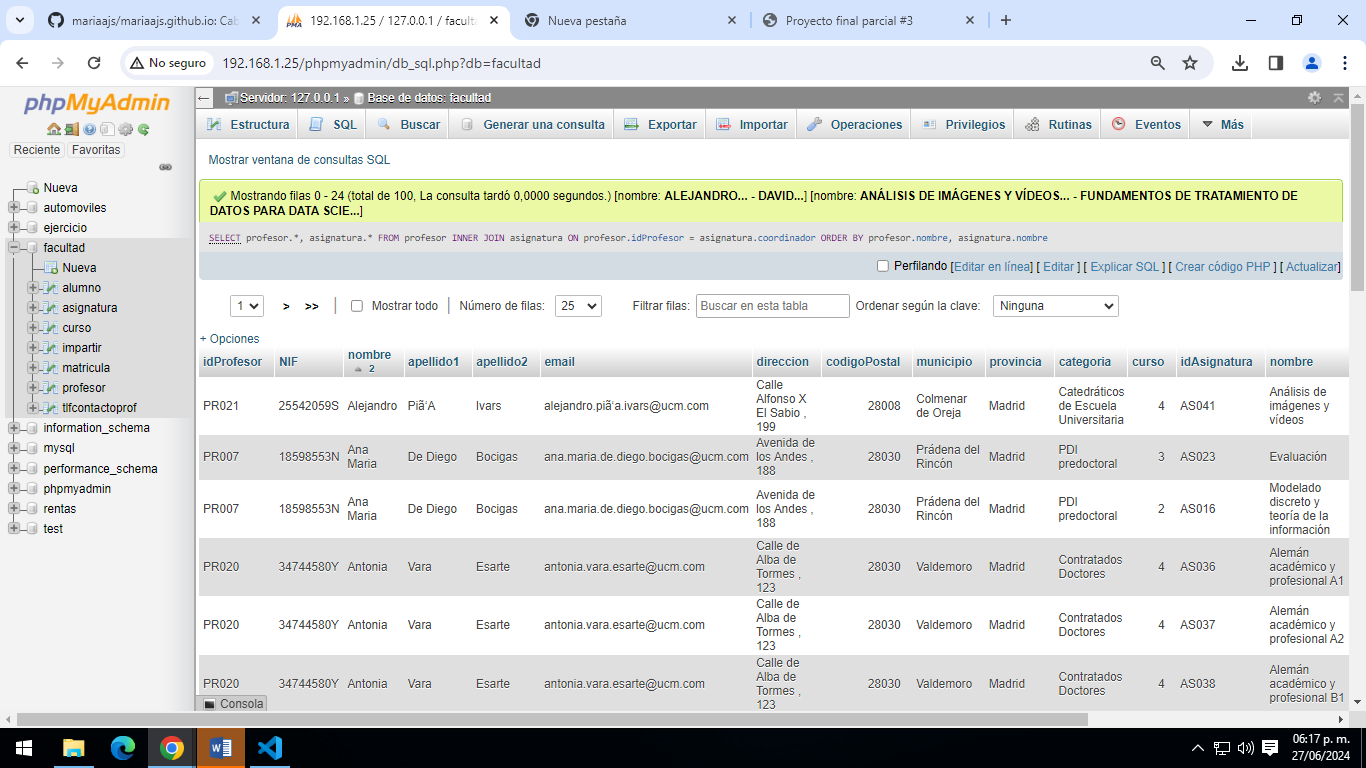 mariaajs/mariaajs.github.io: Cab
192.168.1.25 / 127.0.0.1 / faculta
Nueva pestaña
Proyecto final parcial #3
No seguro
192.168.1.25/phpmyadmin/db_sql.php?db=facultad
phpMyAdmin
Reciente Favoritas
Nueva
automoviles
ejercicio
facultad
Nueva
alumno
asignatura
curso
impartir
matricula
profesor
tlfcontactoprof
information_schema
mysql
performance_schema
phpmyadmin
rentas
test
Servidor: 127.0.0.1 » Base de datos: facultad
Estructura SQL Buscar Generar una consulta Exportar Importar Operaciones Privilegios Rutinas Eventos Más
Mostrar ventana de consultas SQL
Mostrando filas 0 - 24 (total de 100, La consulta tardó 0,0000 segundos.) [nombre: ALEJANDRO... - DAVID...] [nombre: ANÁLISIS DE IMÁGENES Y VÍDEOS... - FUNDAMENTOS DE TRATAMIENTO DE
DATOS PARA DATA SCIE...]
SELECT profesor.*, asignatura.* FROM profesor INNER JOIN asignatura ON profesor.idProfesor = asignatura.coordinador ORDER BY profesor.nombre, asignatura.nombre
Perfilando [Editar en línea] [ Editar ] [ Explicar SQL ] [ Crear código PHP ] [ Actualizar]
1 > >> Mostrar todo Número de filas: 25 Filtrar filas: Buscar en esta tabla Ordenar según la clave: Ninguna
+ Opciones
idProfesor NIF nombre 2 apellido1 apellido2 email direccion codigoPostal municipio provincia categoria curso idAsignatura nombre
PR021 25542059S Alejandro Piã‘A Ivars alejandro.piã‘a.ivars@ucm.com Calle Alfonso X El Sabio , 199 28008 Colmenar de Oreja Madrid Catedráticos de Escuela Universitaria 4 AS041 Análisis de imágenes y vídeos
PR007 18598553N Ana Maria De Diego Bocigas ana.maria.de.diego.bocigas@ucm.com Avenida de los Andes , 188 28030 Prádena del Rincón Madrid PDI predoctoral 3 AS023 Evaluación
PR007 18598553N Ana Maria De Diego Bocigas ana.maria.de.diego.bocigas@ucm.com Avenida de los Andes , 188 28030 Prádena del Rincón Madrid PDI predoctoral 2 AS016 Modelado discreto y teoría de la información
PR020 34744580Y Antonia Vara Esarte antonia.vara.esarte@ucm.com Calle de Alba de Tormes , 123 28030 Valdemoro Madrid Contratados Doctores 4 AS036 Alemán académico y profesional A1
PR020 34744580Y Antonia Vara Esarte antonia.vara.esarte@ucm.com Calle de Alba de Tormes , 123 28030 Valdemoro Madrid Contratados Doctores 4 AS037 Alemán académico y profesional A2
PR020 34744580Y Antonia Vara Esarte antonia.vara.esarte@ucm.com Calle de Alba de Tormes , 123 28030 Valdemoro Madrid Contratados Doctores 4 AS038 Alemán académico y profesional B1
Consola
06:17 p. m.
27/06/2024